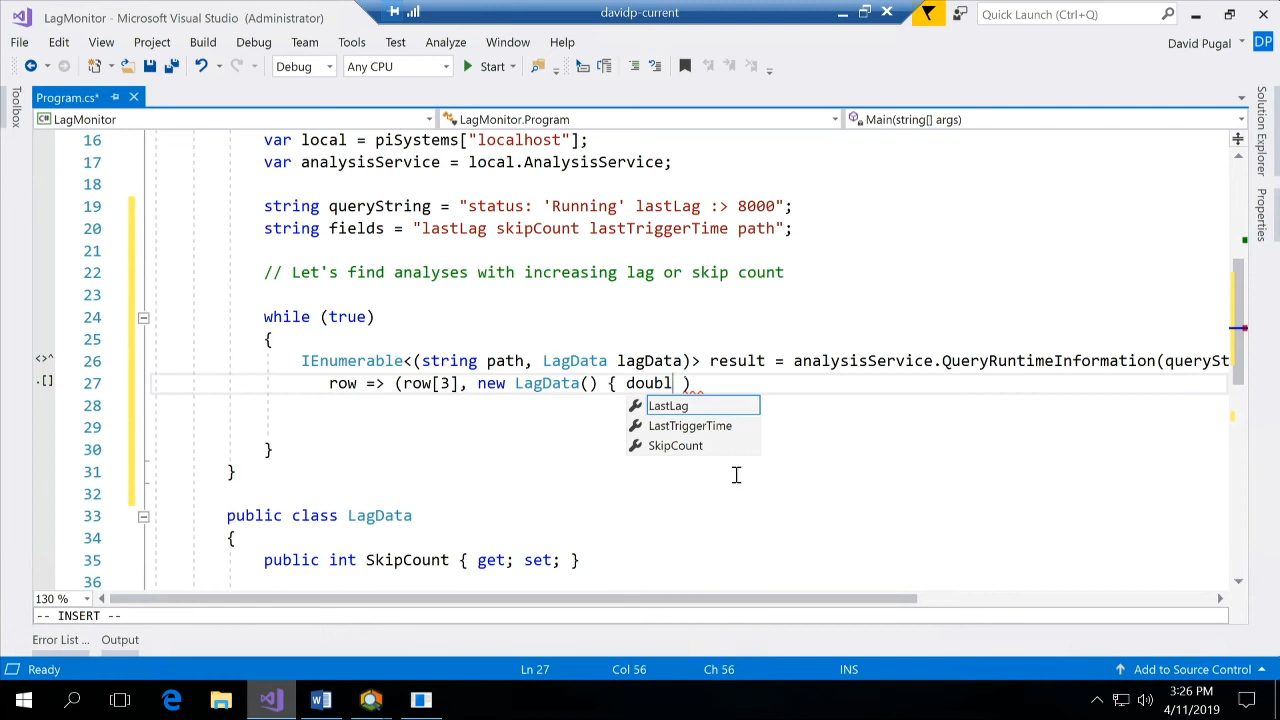 LagMonitor - Microsoft Visual Studio (Administrator)
davidp-current
Quick Launch (Ctrl+Q)
File Edit View Project Build Debug Team Tools Test Analyze Window Help
David Pugal
DP
Debug Any CPU Start
Program.cs*
LagMonitor LagMonitor.Program Main(string[] args)
Toolbox
Solution Explorer
Properties
16 var local = piSystems["localhost"];
17 var analysisService = local.AnalysisService;
18
19 string queryString = "status: 'Running' lastLag :> 8000";
20 string fields = "lastLag skipCount lastTriggerTime path";
21
22 // Let's find analyses with increasing lag or skip count
23
24 while (true)
25 {
26 IEnumerable<(string path, LagData lagData)> result = analysisService.QueryRuntimeInformation(querySt
27 row => (row[3], new LagData() { doubl )
LastLag
28
LastTriggerTime
29
SkipCount
30 }
31 }
32
33 public class LagData
34 {
35 public int SkipCount { get; set; }
36
130 %
-- INSERT --
Error List ... Output
Ready Ln 27 Col 56 Ch 56 INS Add to Source Control
3:26 PM
4/11/2019